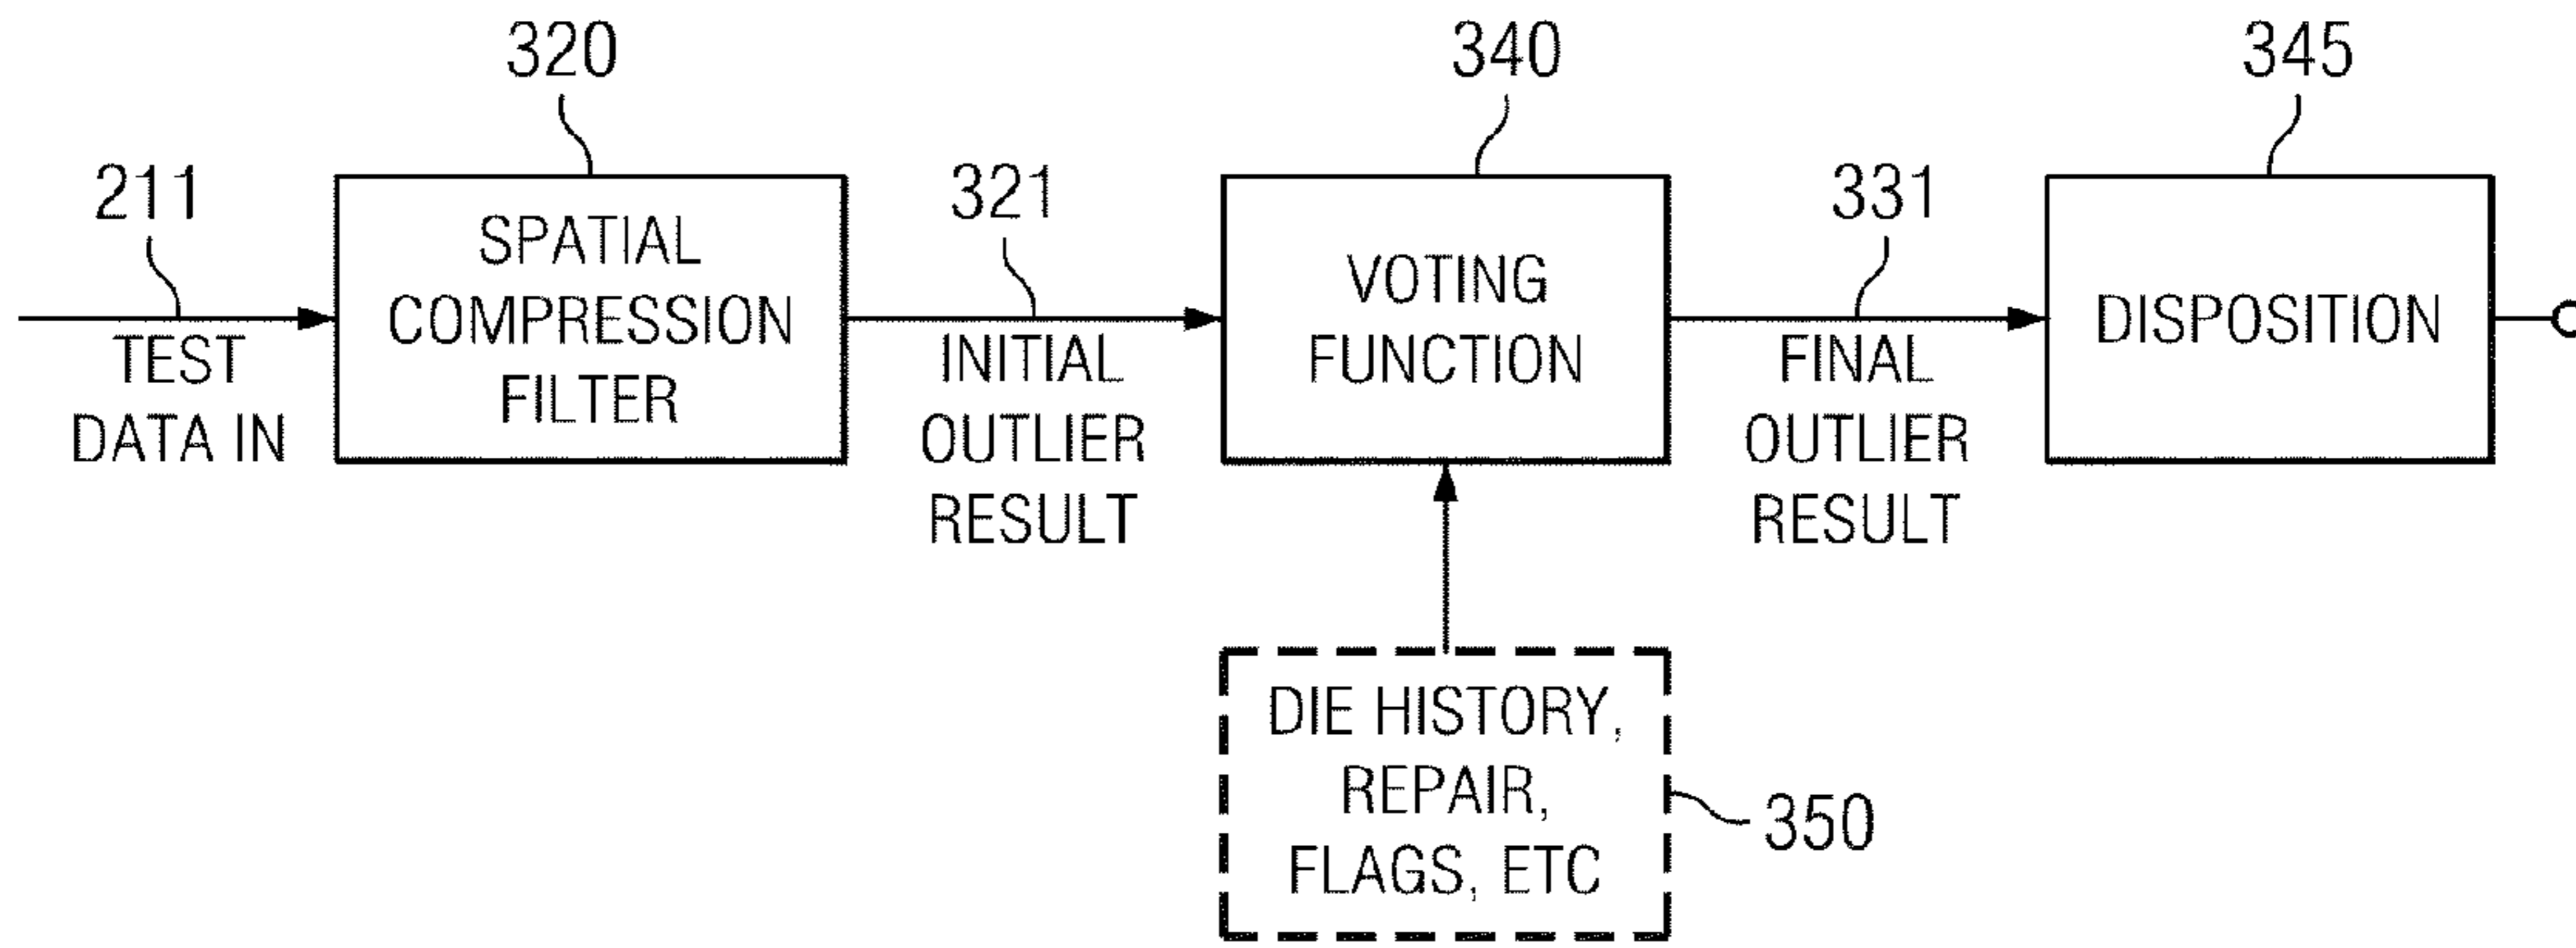 320
340
345
211
321
331
SPATIAL
COMPRESSION
FILTER
VOTING
FUNCTION
DISPOSITION
TEST
DATA IN
INITIAL
OUTLIER
RESULT
FINAL
OUTLIER
RESULT
DIE HISTORY,
REPAIR,
FLAGS, ETC
350